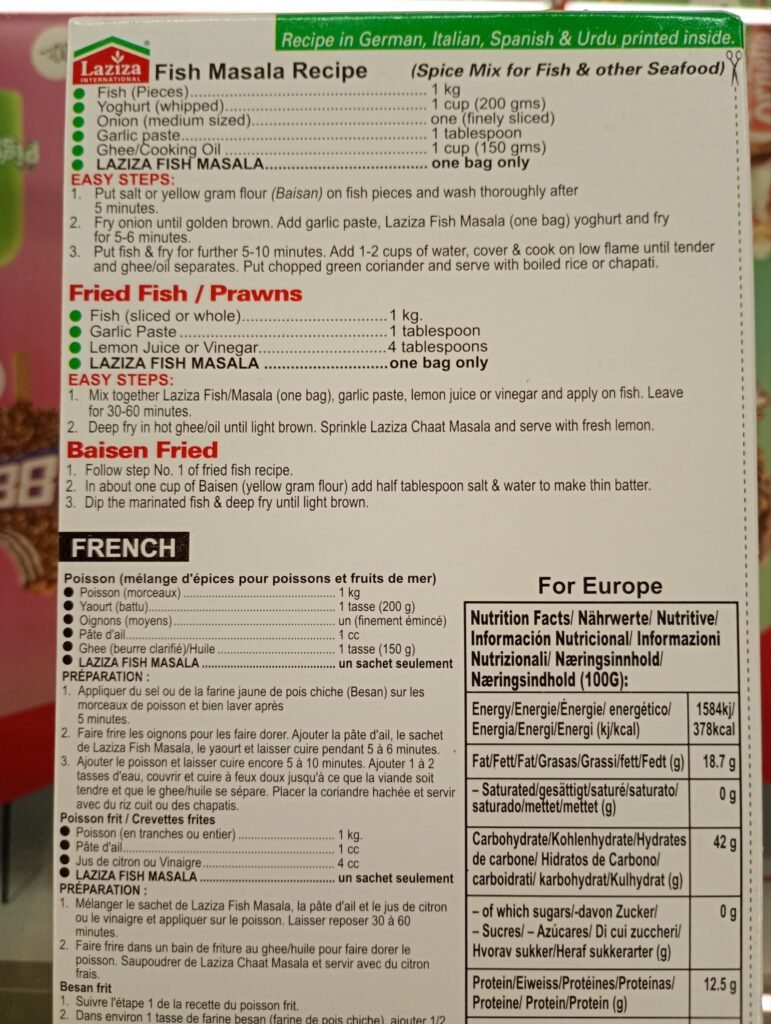 Recipe in German, Italian, Spanish & Urdu printed inside.
Laziza
INTERNATIONAL
Fish Masala Recipe (Spice Mix for Fish & other Seafood)
Fish (Pieces)............ 1 kg
Yoghurt (whipped)............ 1 cup (200 gms)
Onion (medium sized)............ one (finely sliced)
Garlic paste............ 1 tablespoon
Ghee/Cooking Oil ............ 1 cup (150 gms)
LAZIZA FISH MASALA............ one bag only
EASY STEPS:
1. Put salt or yellow gram flour (Baisan) on fish pieces and wash thoroughly after
5 minutes.
2. Fry onion until golden brown. Add garlic paste, Laziza Fish Masala (one bag) yoghurt and fry
for 5-6 minutes.
3. Put fish & fry for further 5-10 minutes. Add 1-2 cups of water, cover & cook on low flame until tender
and ghee/oil separates. Put chopped green coriander and serve with boiled rice or chapati.
Fried Fish / Prawns
Fish (sliced or whole)............ 1 kg.
Garlic Paste ............ 1 tablespoon
Lemon Juice or Vinegar............ 4 tablespoons
LAZIZA FISH MASALA ............ one bag only
EASY STEPS:
1. Mix together Laziza Fish/Masala (one bag), garlic paste, lemon juice or vinegar and apply on fish. Leave
for 30-60 minutes.
2. Deep fry in hot ghee/oil until light brown. Sprinkle Laziza Chaat Masala and serve with fresh lemon.
Baisen Fried
1. Follow step No. 1 of fried fish recipe.
2. In about one cup of Baisen (yellow gram flour) add half tablespoon salt & water to make thin batter.
3. Dip the marinated fish & deep fry until light brown.
FRENCH
Poisson (mélange d'épices pour poissons et fruits de mer)
Poisson (morceaux) ............ 1 kg
Yaourt (battu)............ 1 tasse (200 g)
Oignons (moyens)............ un (finement émincé)
Pâte d'ail............ 1 cc
Ghee (beurre clarifié)/Huile ............ 1 tasse (150 g)
LAZIZA FISH MASALA ............ un sachet seulement
PRÉPARATION :
1. Appliquer du sel ou de la farine jaune de pois chiche (Besan) sur les
morceaux de poisson et bien laver après
5 minutes.
2. Faire frire les oignons pour les faire dorer. Ajouter la pâte d'ail, le sachet
de Laziza Fish Masala, le yaourt et laisser cuire pendant 5 à 6 minutes.
3. Ajouter le poisson et laisser cuire encore 5 à 10 minutes. Ajouter 1 à 2
tasses d'eau, couvrir et cuire à feux doux jusqu'à ce que la viande soit
tendre et que le ghee/huile se sépare. Placer la coriandre hachée et servir
avec du riz cuit ou des chapatis.
Poisson frit / Crevettes frites
Poisson (en tranches ou entier) ............ 1 kg.
Pâte d'ail............ 1 cc
Jus de citron ou Vinaigre............ 4 cc
LAZIZA FISH MASALA ............ un sachet seulement
PRÉPARATION :
1. Mélanger le sachet de Laziza Fish Masala, la pâte d'ail et le jus de citron
ou le vinaigre et appliquer sur le poisson. Laisser reposer 30 à 60
minutes.
2. Faire frire dans un bain de friture au ghee/huile pour faire dorer le
poisson. Saupoudrer de Laziza Chaat Masala et servir avec du citron
frais.
Besan frit
1. Suivre l'étape 1 de la recette du poisson frit.
2. Dans environ 1 tasse de farine besan (farine de pois chiche), ajouter 1/2
For Europe
Nutrition Facts/ Nährwerte/ Nutritive/
Información Nutricional/ Informazioni
Nutrizionali/ Næringsinnhold/
Næringsindhold (100G):
Energy/Energie/Énergie/ energético/ 1584kj/
Energia/Energi/Energi (kj/kcal) 378kcal
Fat/Fett/Fat/Grasas/Grassi/fett/Fedt (g) 18.7 g
– Saturated/gesättigt/saturé/saturato/ 0 g
saturado/mettet/mettet (g)
Carbohydrate/Kohlenhydrate/Hydrates 42 g
de carbone/ Hidratos de Carbono/
carboidrati/ karbohydrat/Kulhydrat (g)
– of which sugars/-davon Zucker/ 0 g
– Sucres/ – Azúcares/ Di cui zuccheri/
Hvorav sukker/Heraf sukkerarter (g)
Protein/Eiweiss/Protéines/Proteínas/ 12.5 g
Proteine/ Protein/Protein (g)